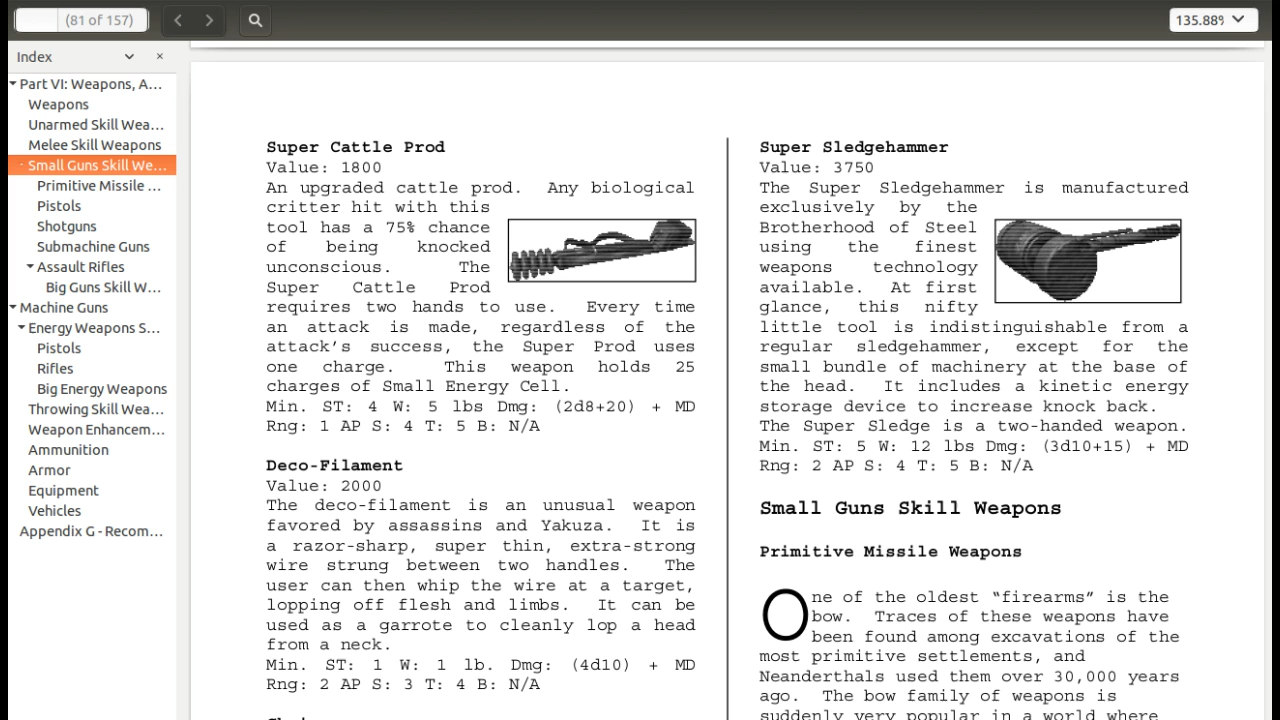 (81 of 157)
135.88%
Index
Part VI: Weapons, A...
Weapons
Unarmed Skill Wea...
Melee Skill Weapons
Small Guns Skill We...
Primitive Missile ...
Pistols
Shotguns
Submachine Guns
Assault Rifles
Big Guns Skill W...
Machine Guns
Energy Weapons S...
Pistols
Rifles
Big Energy Weapons
Throwing Skill Wea...
Weapon Enhancem...
Ammunition
Armor
Equipment
Vehicles
Appendix G - Recom...
Super Cattle Prod
Value: 1800
An upgraded cattle prod. Any biological
critter hit with this
tool has a 75% chance
of being knocked
unconscious. The
Super Cattle Prod
requires two hands to use. Every time
an attack is made, regardless of the
attack's success, the Super Prod uses
one charge. This weapon holds 25
charges of Small Energy Cell.
Min. ST: 4 W: 5 lbs Dmg: (2d8+20) + MD
Rng: 1 AP S: 4 T: 5 B: N/A
Deco-Filament
Value: 2000
The deco-filament is an unusual weapon
favored by assassins and Yakuza. It is
a razor-sharp, super thin, extra-strong
wire strung between two handles. The
user can then whip the wire at a target,
lopping off flesh and limbs. It can be
used as a garrote to cleanly lop a head
from a neck.
Min. ST: 1 W: 1 lb. Dmg: (4d10) + MD
Rng: 2 AP S: 3 T: 4 B: N/A
Super Sledgehammer
Value: 3750
The Super Sledgehammer is manufactured
exclusively by the
Brotherhood of Steel
using the finest
weapons technology
available. At first
glance, this nifty
little tool is indistinguishable from a
regular sledgehammer, except for the
small bundle of machinery at the base of
the head. It includes a kinetic energy
storage device to increase knock back.
The Super Sledge is a two-handed weapon.
Min. ST: 5 W: 12 lbs Dmg: (3d10+15) + MD
Rng: 2 AP S: 4 T: 5 B: N/A
Small Guns Skill Weapons
Primitive Missile Weapons
One of the oldest “firearms” is the
bow. Traces of these weapons have
been found among excavations of the
most primitive settlements, and
Neanderthals used them over 30,000 years
ago. The bow family of weapons is
suddenly very popular in a world where